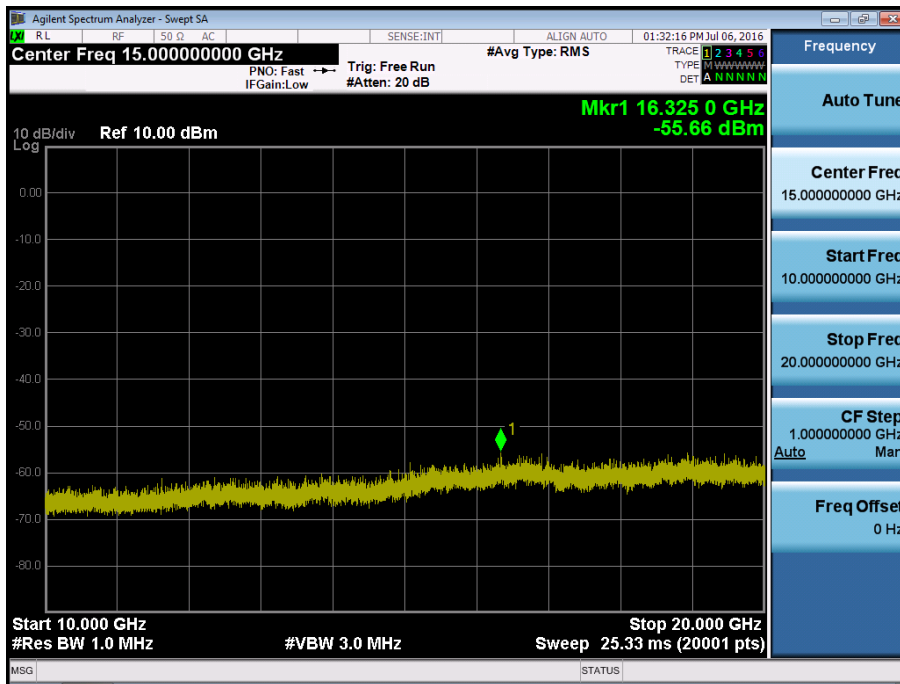 Agilent Spectrum Analyzer - Swept SA
LXI RL RF 50 Ω AC SENSE:INT ALIGN AUTO 01:32:16 PM Jul 06, 2016
Center Freq 15.000000000 GHz
PNO: Fast
IFGain:Low
Trig: Free Run
#Atten: 20 dB
#Avg Type: RMS
TRACE 1 2 3 4 5 6
TYPE M WWWWW
DET A N N N N N
Mkr1 16.325 0 GHz
-55.66 dBm
10 dB/div Ref 10.00 dBm
Log
0.00
-10.0
-20.0
-30.0
-40.0
-50.0
-60.0
-70.0
-80.0
1
Start 10.000 GHz Stop 20.000 GHz
#Res BW 1.0 MHz #VBW 3.0 MHz Sweep 25.33 ms (20001 pts)
MSG STATUS
Frequency
Auto Tune
Center Freq
15.000000000 GHz
Start Freq
10.000000000 GHz
Stop Freq
20.000000000 GHz
CF Step
1.000000000 GHz
Auto Man
Freq Offset
0 Hz